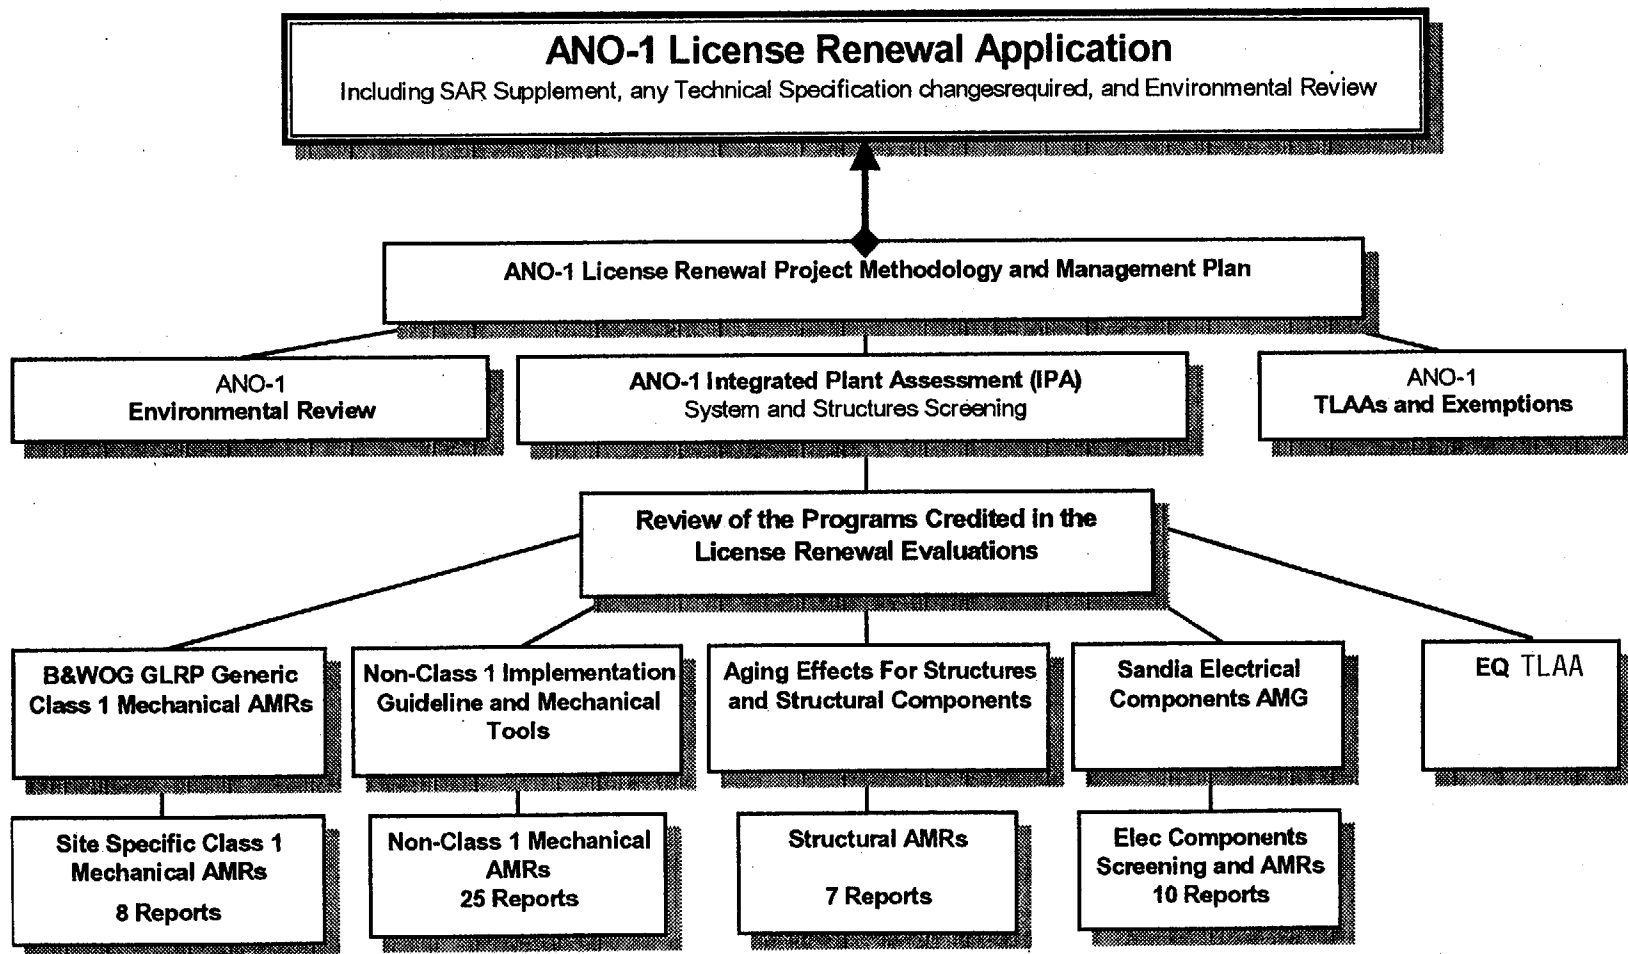 ANO-1 License Renewal Application
Including SAR Supplement, any Technical Specification changesrequired, and Environmental Review
ANO-1 License Renewal Project Methodology and Management Plan
ANO-1
Environmental Review
ANO-1 Integrated Plant Assessment (IPA)
System and Structures Screening
ANO-1
TLAAs and Exemptions
Review of the Programs Credited in the
License Renewal Evaluations
B&WOG GLRP Generic
Class 1 Mechanical AMRs
Non-Class 1 Implementation
Guideline and Mechanical
Tools
Aging Effects For Structures
and Structural Components
Sandia Electrical
Components AMG
EQ TLAA
Site Specific Class 1
Mechanical AMRs
8 Reports
Non-Class 1 Mechanical
AMRs
25 Reports
Structural AMRs
7 Reports
Elec Components
Screening and AMRs
10 Reports